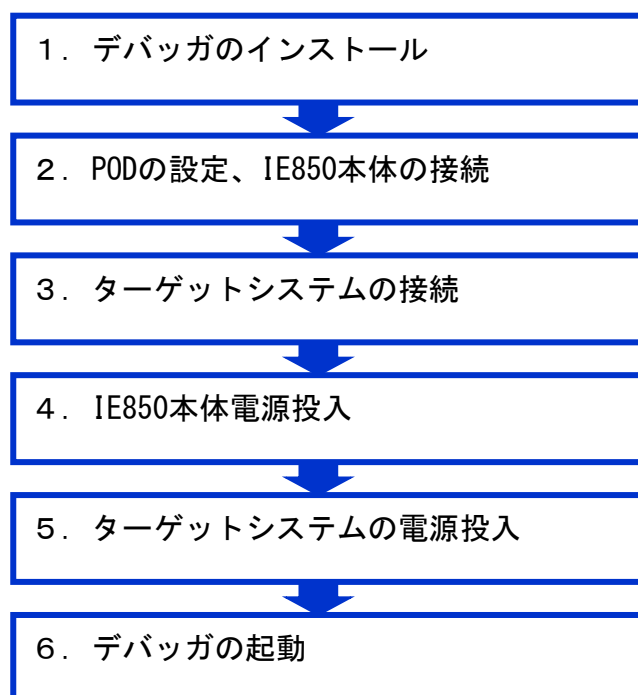 １．デバッガのインストール
２．PODの設定、IE850本体の接続
３．ターゲットシステムの接続
４．IE850本体電源投入
５．ターゲットシステムの電源投入
６．デバッガの起動